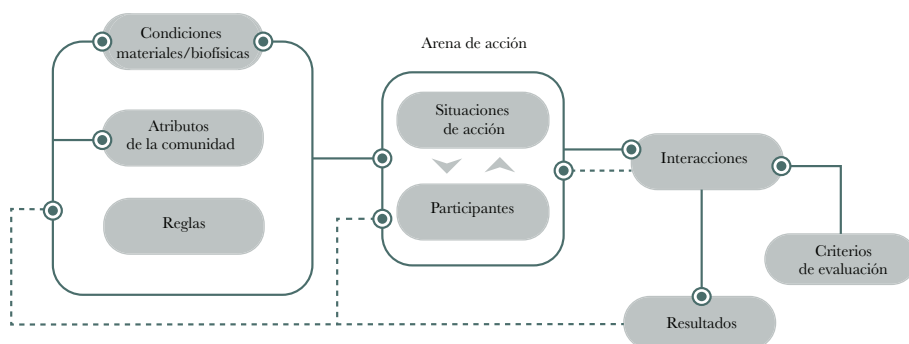 Condiciones
materiales/biofísicas
Atributos
de la comunidad
Reglas
Arena de acción
Situaciones
de acción
Participantes
Interacciones
Criterios
de evaluación
Resultados